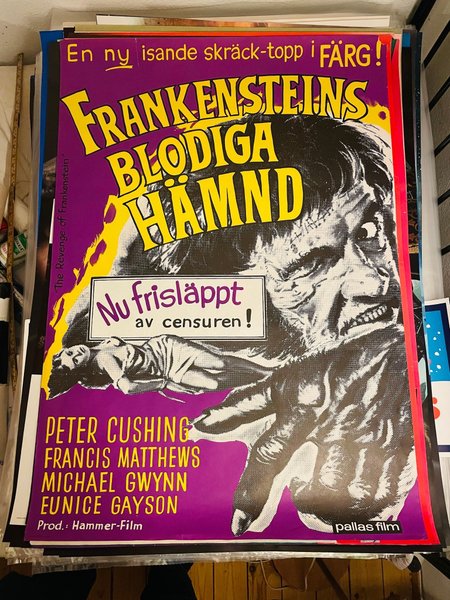 En ny isande skräck-topp i FÄRG!
FRANKENSTEINS
BLODIGA
HÄMND
The Revenge of Frankenstein
Nu frisläppt
av censuren!
PETER CUSHING
FRANCIS MATTHEWS
MICHAEL GWYNN
EUNICE GAYSON
Prod.: Hammer-Film
pallas film